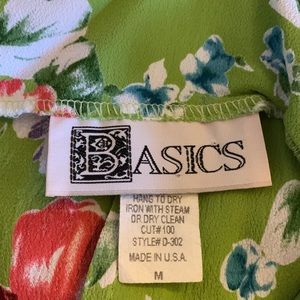 BASICS
HANG TO DRY
IRON WITH STEAM
OR DRY CLEAN
CUT# 100
STYLE# D-302
MADE IN U.S.A.
M